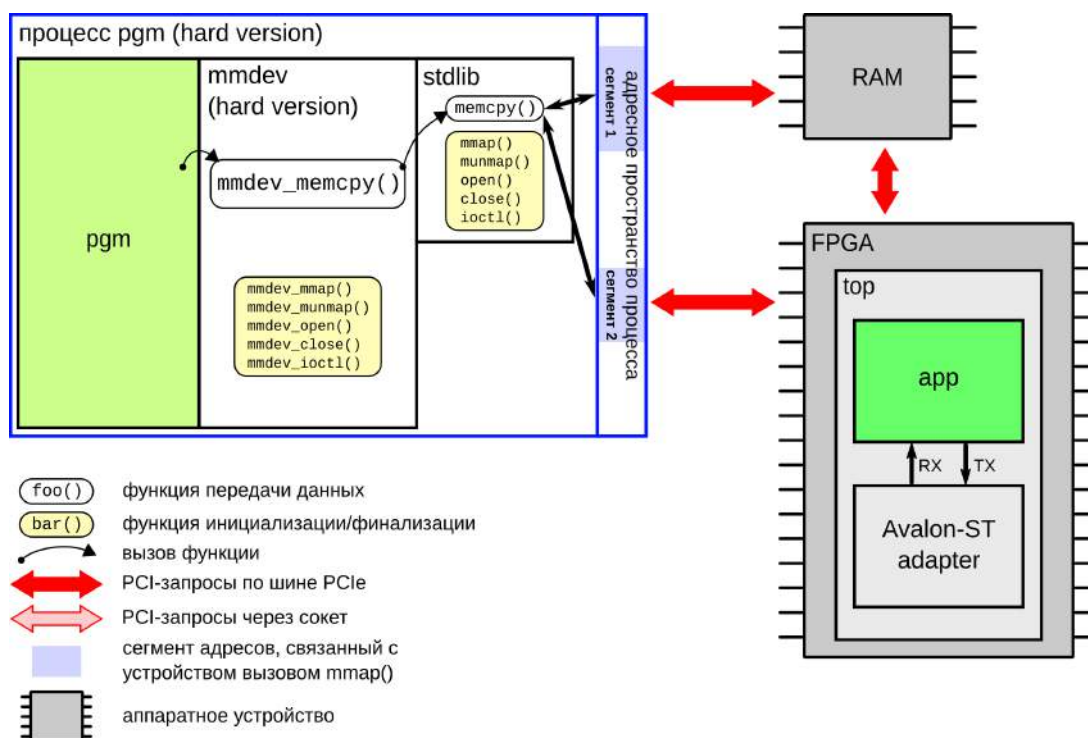 процесс pgm (hard version)
pgm
mmdev
(hard version)
mmdev_memcpy()
mmdev_mmap()
mmdev_munmap()
mmdev_open()
mmdev_close()
mmdev_ioctl()
stdlib
memcpy()
mmap()
munmap()
open()
close()
ioctl()
сегмент 1
сегмент 2
адресное пространство процесса
RAM
FPGA
top
app
RX
TX
Avalon-ST
adapter
foo()
функция передачи данных
bar()
функция инициализации/финализации
вызов функции
PCI-запросы по шине PCIe
PCI-запросы через сокет
сегмент адресов, связанный с
устройством вызовом mmap()
аппаратное устройство